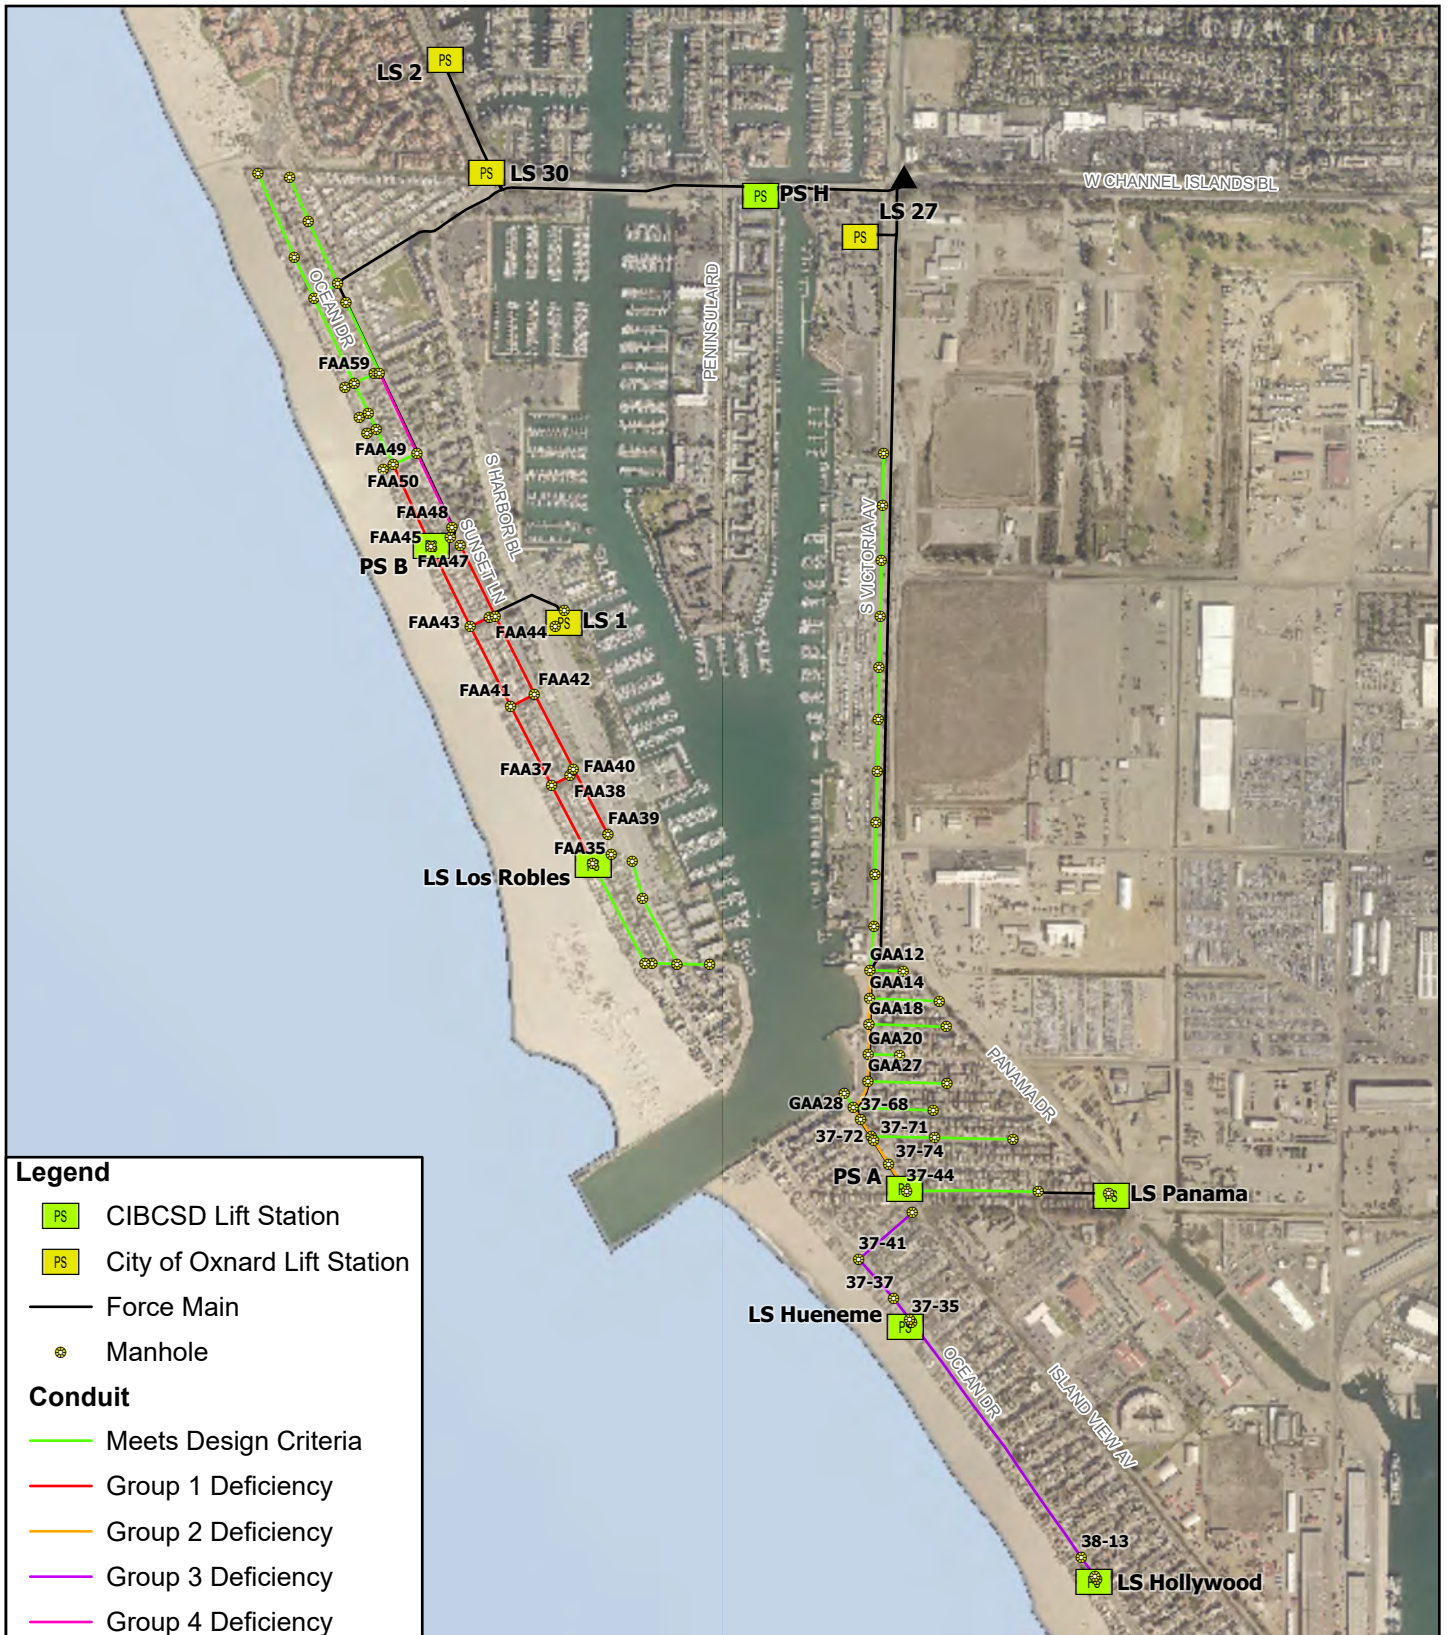 PS
LS 2
PS
LS 30
PS
PS H
W CHANNEL ISLANDS BL
LS 27
PS
PENINSULA RD
OCEAN DR
FAA59
FAA49
FAA50
S HARBOR BL
S VICTORIA AV
FAA48
SUNSET LN
FAA45
FAA47
PS B
PS
LS 1
FAA43
FAA44
FAA42
FAA41
FAA40
FAA37
FAA38
FAA39
FAA35
LS Los Robles
GAA12
GAA14
GAA18
GAA20
PANAMA DR
GAA27
GAA28
37-68
37-72
37-71
37-74
PS A
37-44
PS
LS Panama
37-41
37-37
37-35
LS Hueneme
PS
OCEAN DR
ISLAND VIEW AV
38-13
LS Hollywood
Legend
PS
CIBCSD Lift Station
PS
City of Oxnard Lift Station
Force Main
Manhole
Conduit
Meets Design Criteria
Group 1 Deficiency
Group 2 Deficiency
Group 3 Deficiency
Group 4 Deficiency